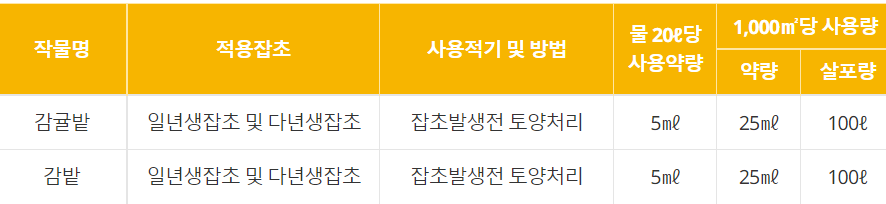 작물명 적용잡초 사용적기 및 방법 물 20ℓ당 사용약량 1,000㎡당 사용량
약량 살포량
감귤밭 일년생잡초 및 다년생잡초 잡초발생전 토양처리 5㎖ 25㎖ 100ℓ
감밭 일년생잡초 및 다년생잡초 잡초발생전 토양처리 5㎖ 25㎖ 100ℓ